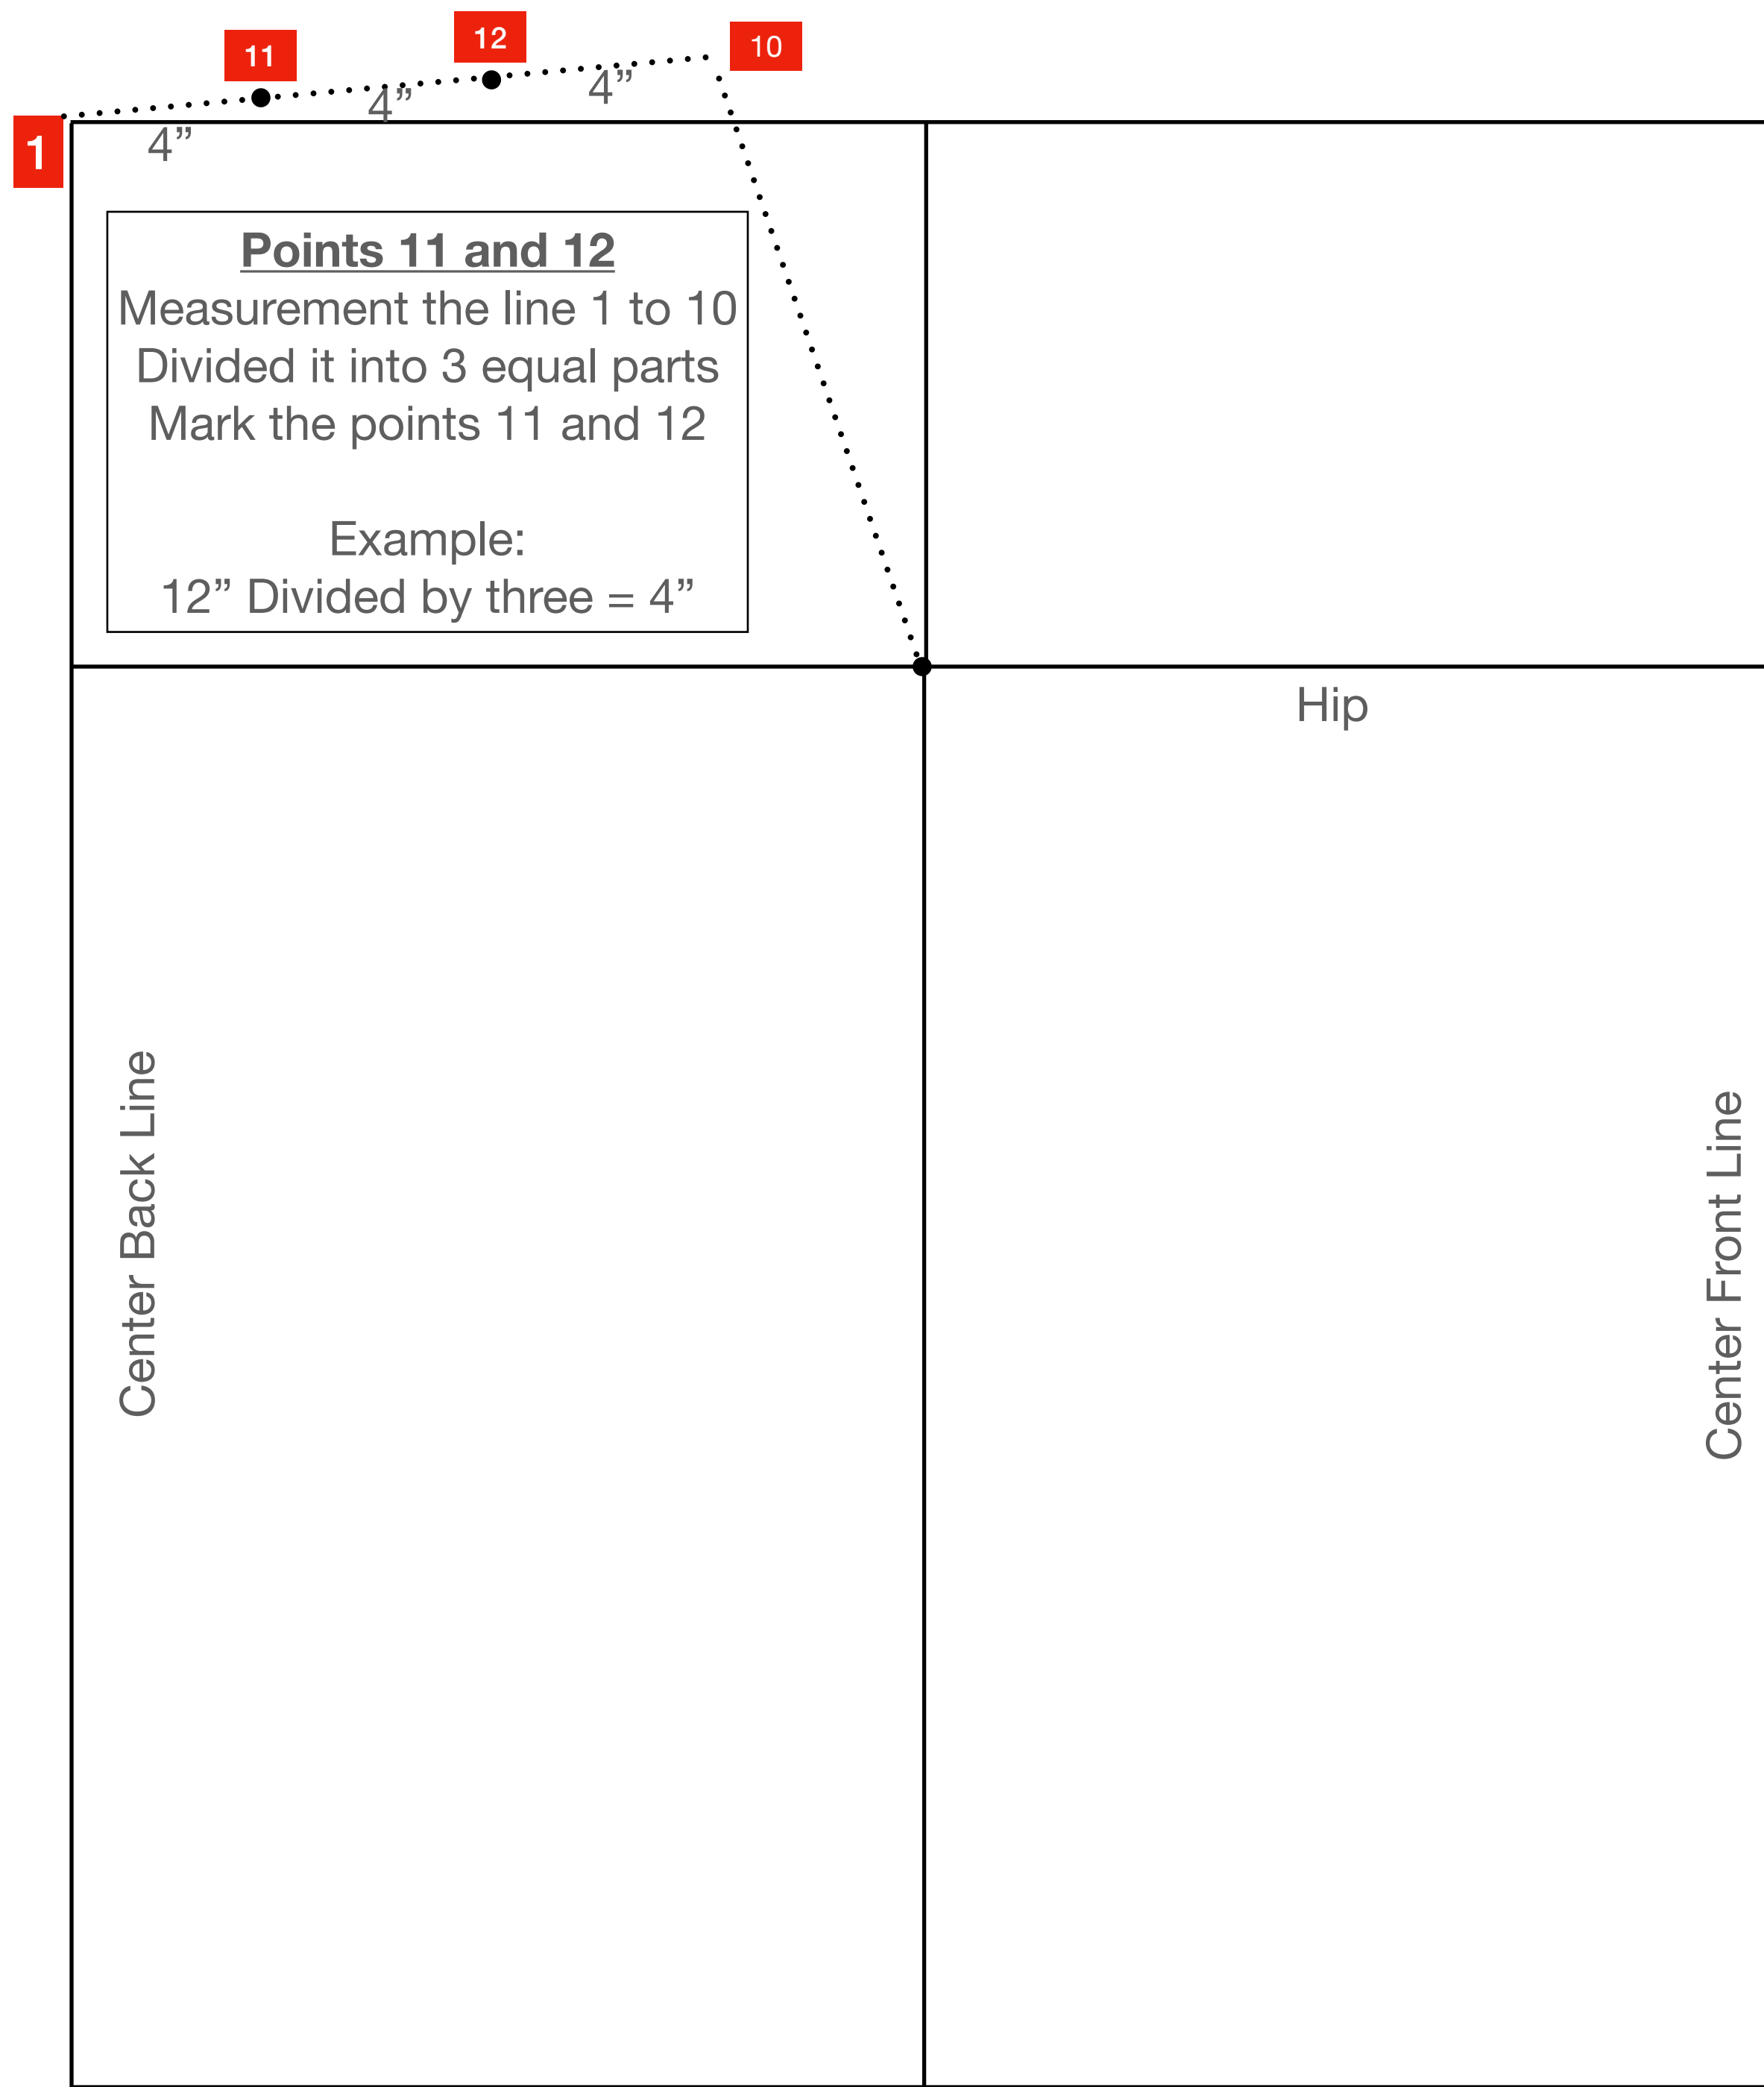 12
10
11
4”
4”
4”
1
Points 11 and 12
Measurement the line 1 to 10
Divided it into 3 equal parts
Mark the points 11 and 12
Example:
12” Divided by three = 4”
Hip
Center Back Line
Center Front Line